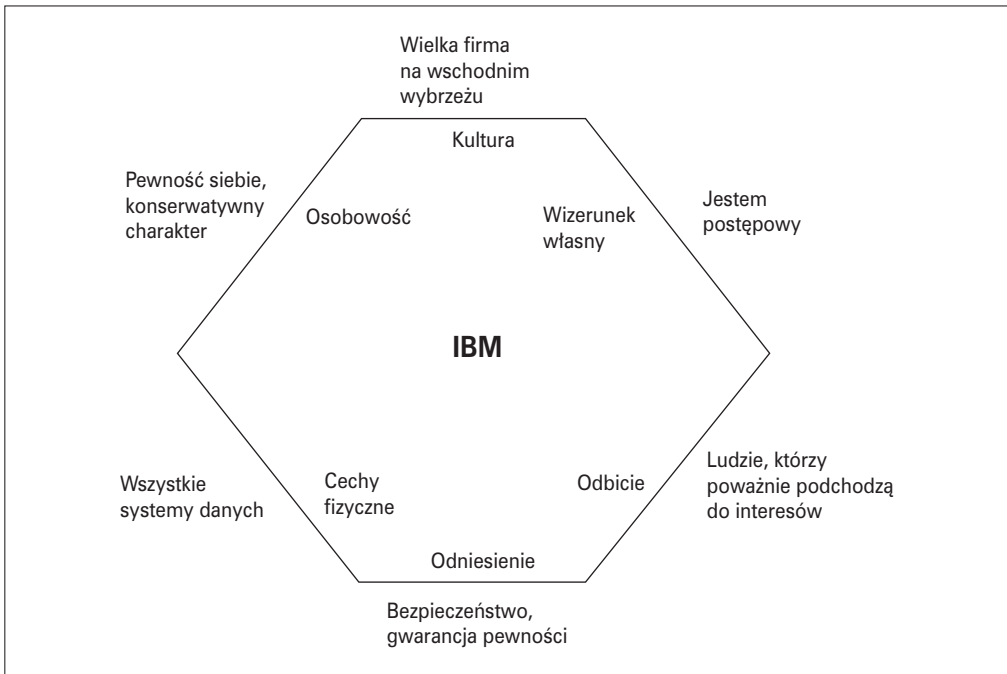 Wielka firma
na wschodnim
wybrzeżu
Kultura
Pewność siebie,
konserwatywny
charakter
Osobowość
Wizerunek
własny
Jestem
postępowy
IBM
Wszystkie
systemy danych
Cechy
fizyczne
Odbicie
Ludzie, którzy
poważnie podchodzą
do interesów
Odniesienie
Bezpieczeństwo,
gwarancja pewności